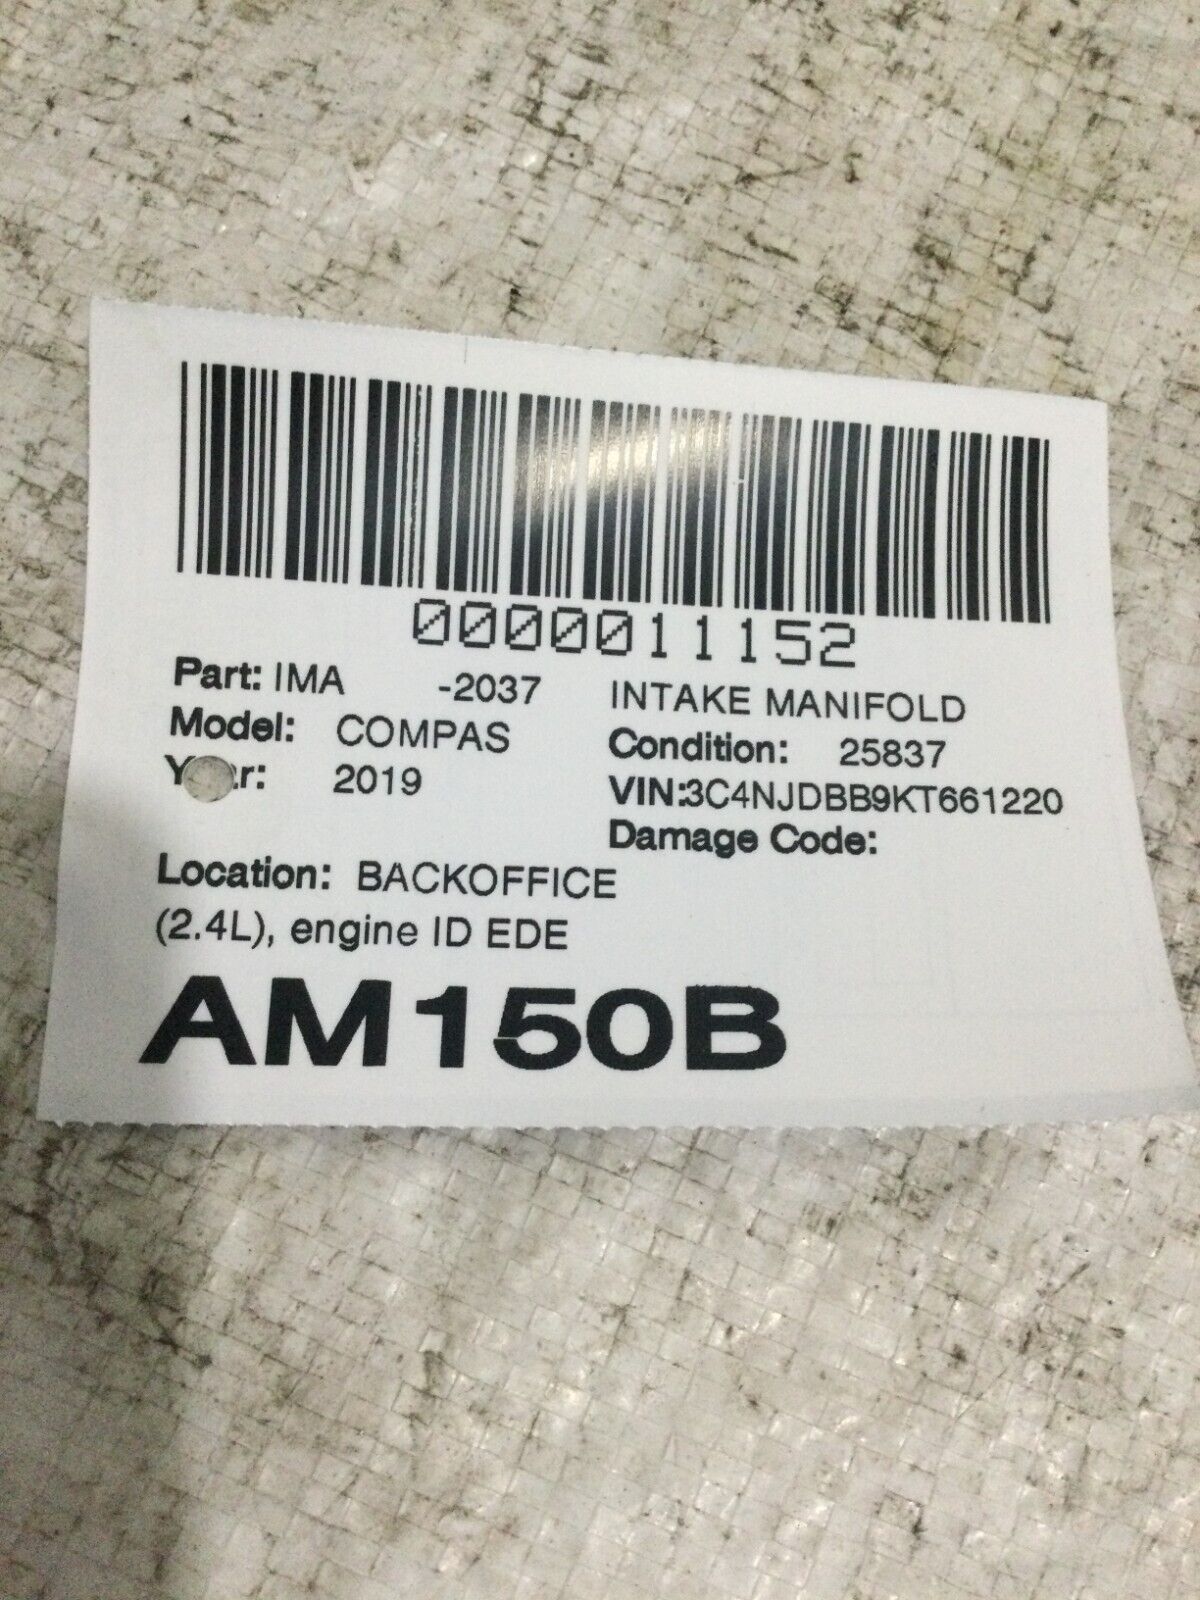 0000011152
Part: IMA -2037 INTAKE MANIFOLD
Model: COMPAS Condition: 25837
Year: 2019 VIN:3C4NJDBB9KT661220
Damage Code:
Location: BACKOFFICE
(2.4L), engine ID EDE
AM150B